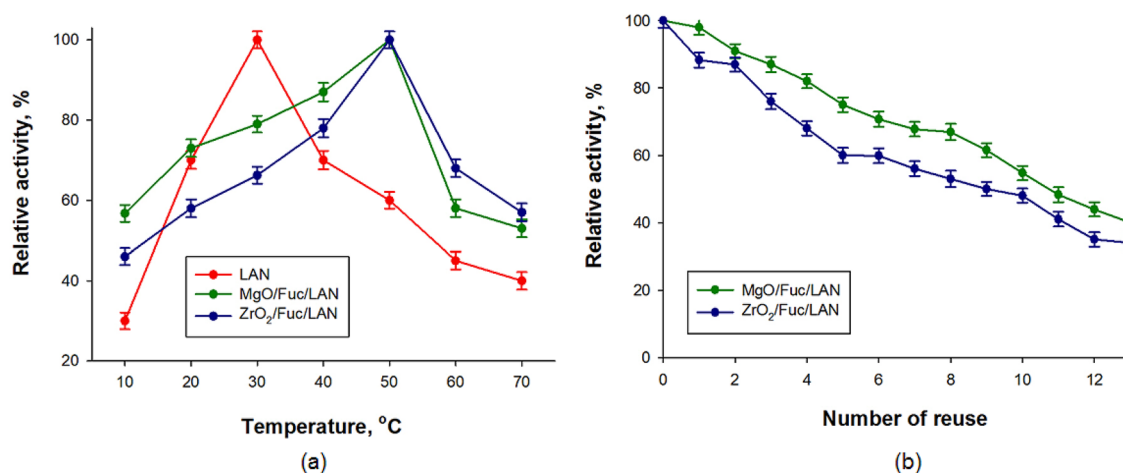 Relative activity, %
100
80
60
40
20
LAN
MgO/Fuc/LAN
ZrO₂/Fuc/LAN
10 20 30 40 50 60 70
Temperature, °C
(a)
Relative activity, %
100
80
60
40
20
0
MgO/Fuc/LAN
ZrO₂/Fuc/LAN
0 2 4 6 8 10 12
Number of reuse
(b)